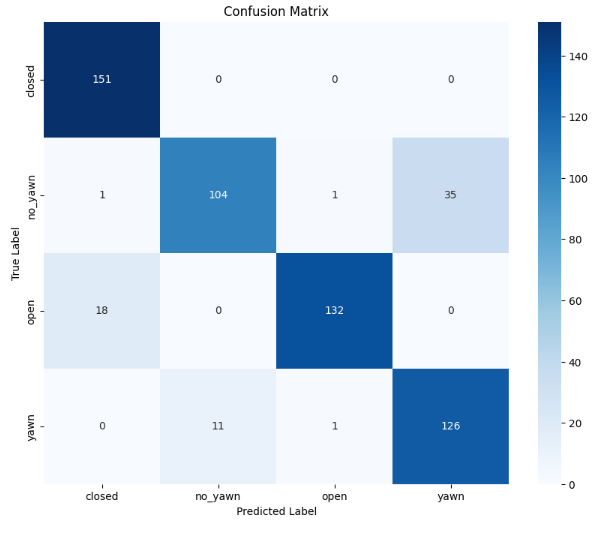 Confusion Matrix
True Label
closed 151 0 0 0
no_yawn 1 104 1 35
open 18 0 132 0
yawn 0 11 1 126
closed no_yawn open yawn
Predicted Label
140
120
100
80
60
40
20
0